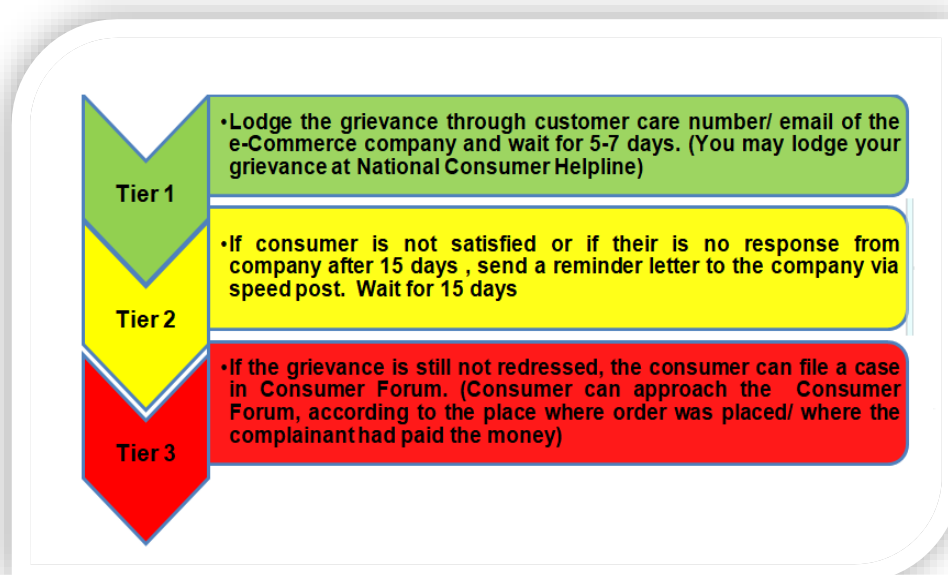 Tier 1
•Lodge the grievance through customer care number/ email of the
e-Commerce company and wait for 5-7 days. (You may lodge your
grievance at National Consumer Helpline)
Tier 2
•If consumer is not satisfied or if their is no response from
company after 15 days , send a reminder letter to the company via
speed post. Wait for 15 days
Tier 3
•If the grievance is still not redressed, the consumer can file a case
in Consumer Forum. (Consumer can approach the Consumer
Forum, according to the place where order was placed/ where the
complainant had paid the money)